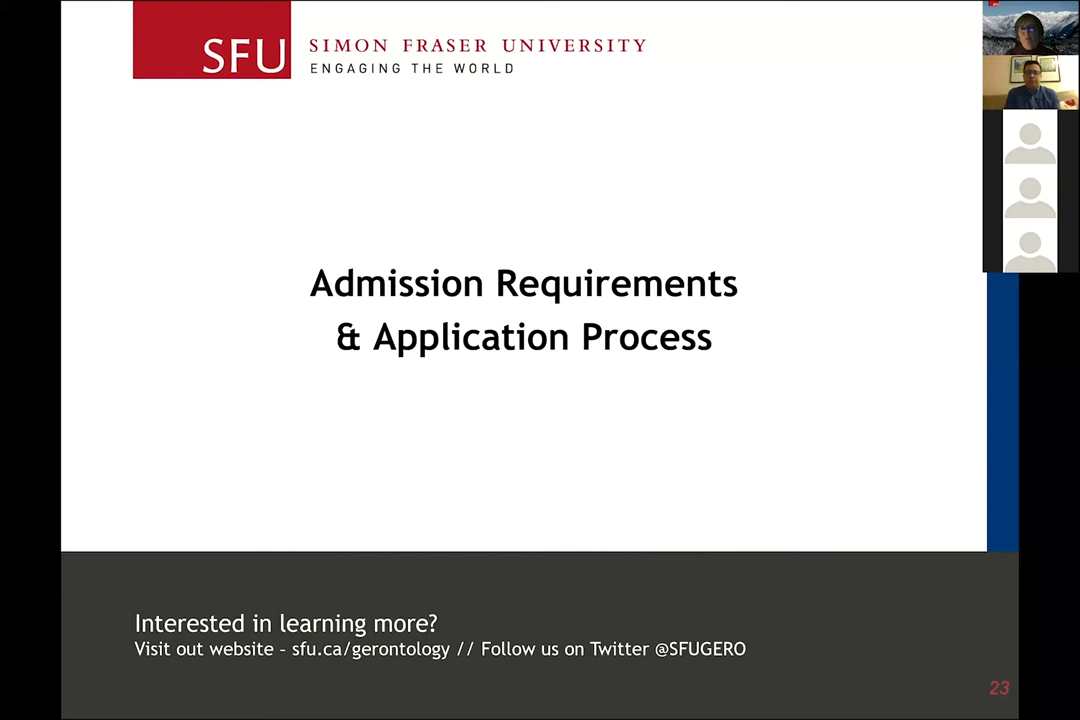 SFU
SIMON FRASER UNIVERSITY
ENGAGING THE WORLD
Admission Requirements
& Application Process
Interested in learning more?
Visit out website - sfu.ca/gerontology // Follow us on Twitter @SFUGERO
23